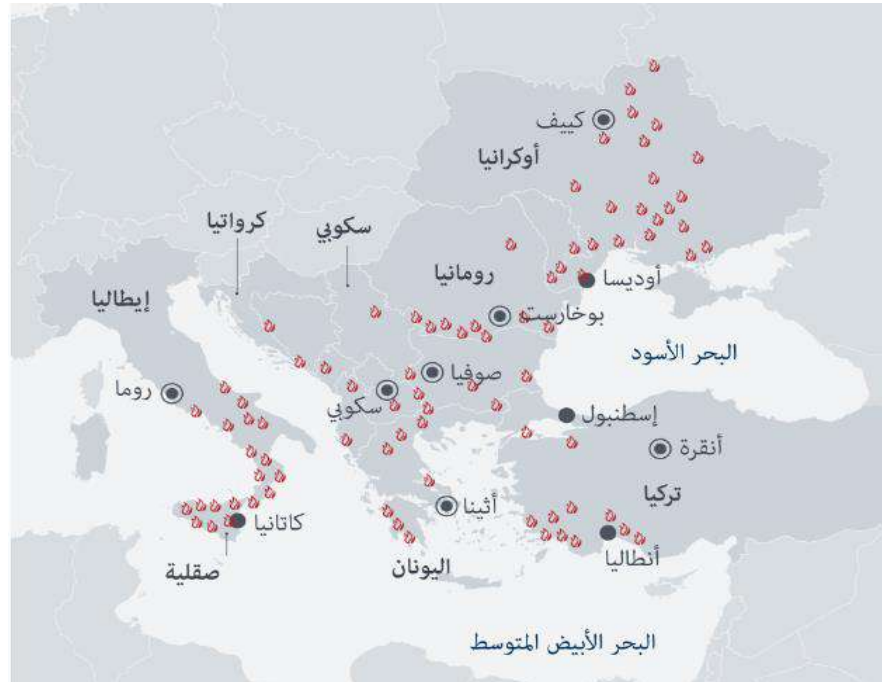 كييف
أوكرانيا
كرواتيا
سكوبي
رومانيا
أوديسا
إيطاليا
بوخارست
البحر الأسود
صوفيا
روما
سكوبي
إسطنبول
أنقرة
تركيا
أثينا
كاتانيا
أنطاليا
صقلية
اليونان
البحر الأبيض المتوسط